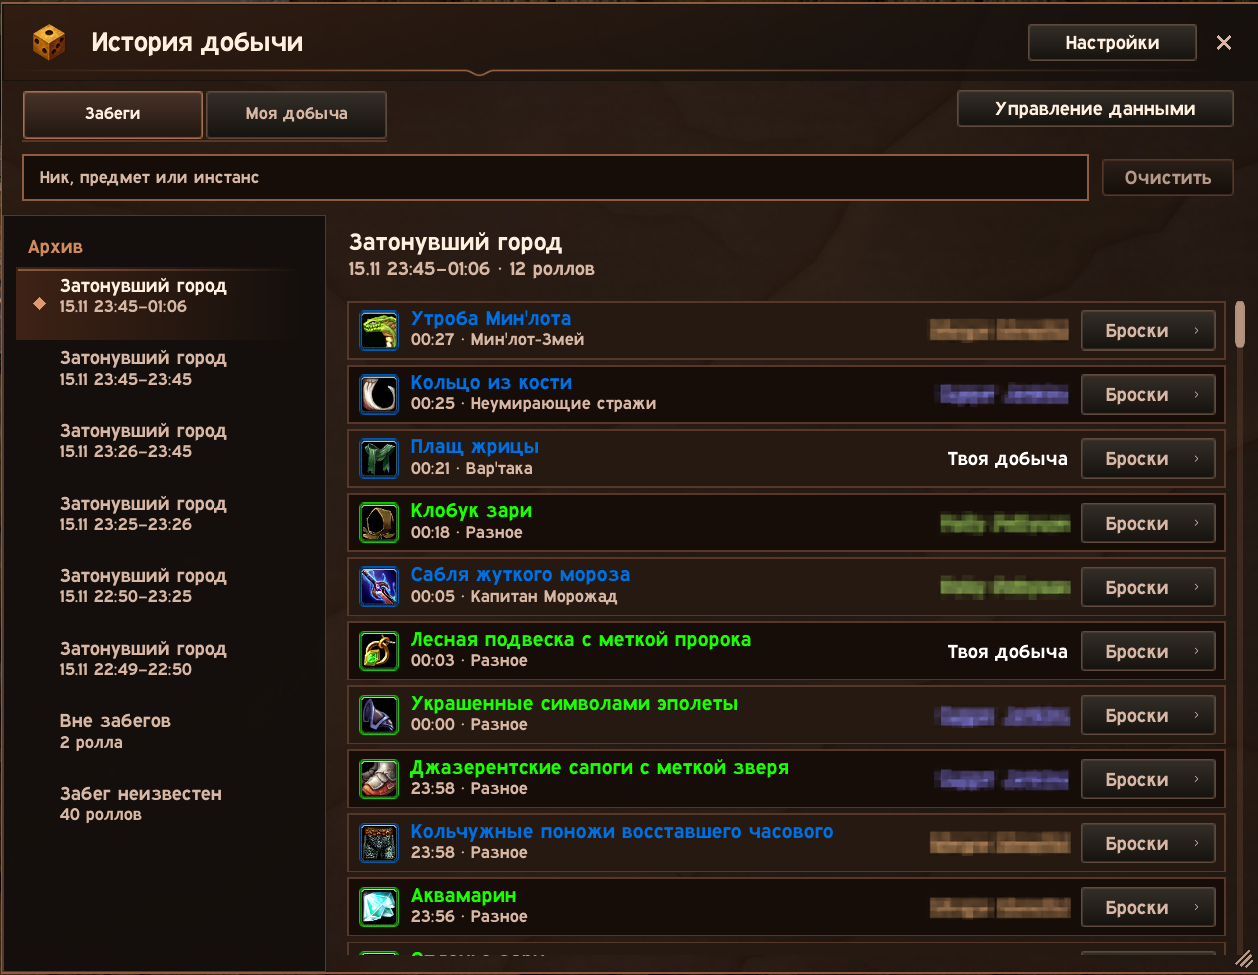 История добычи
Настройки
Забеги
Моя добыча
Управление данными
Ник, предмет или инстанс
Очистить
Архив
Затонувший город
15.11 23:45–01:06
Затонувший город
15.11 23:45–23:45
Затонувший город
15.11 23:26–23:45
Затонувший город
15.11 23:25–23:26
Затонувший город
15.11 22:50–23:25
Затонувший город
15.11 22:49–22:50
Вне забегов
2 ролла
Забег неизвестен
40 роллов
Затонувший город
15.11 23:45–01:06 · 12 роллов
Утроба Мин'лота
00:27 · Мин'лот-Змей
Броски
Кольцо из кости
00:25 · Неумирающие стражи
Броски
Плащ жрицы
00:21 · Вар'така
Твоя добыча
Броски
Клобук зари
00:18 · Разное
Броски
Сабля жуткого мороза
00:05 · Капитан Морожад
Броски
Лесная подвеска с меткой пророка
00:03 · Разное
Твоя добыча
Броски
Украшенные символами эполеты
00:00 · Разное
Броски
Джазерентские сапоги с меткой зверя
23:58 · Разное
Броски
Кольчужные поножи восставшего часового
23:58 · Разное
Броски
Аквамарин
23:56 · Разное
Броски